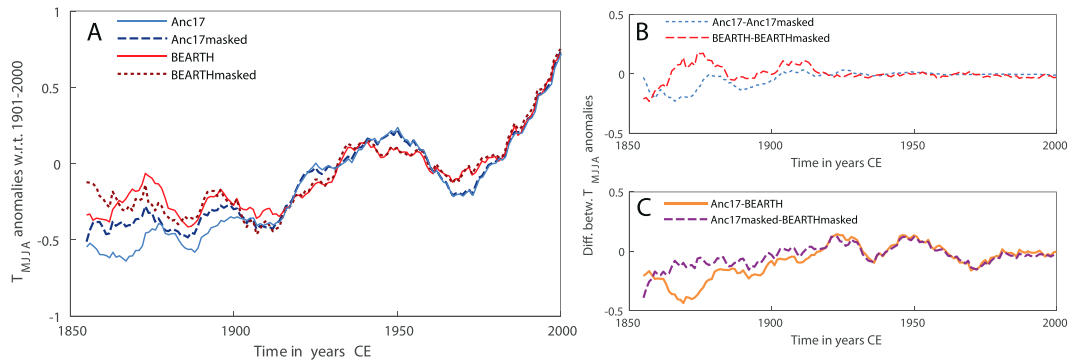 A
Anc17
Anc17masked
BEARTH
BEARTHmasked
1
0.5
0
-0.5
-1
T MJJA anomalies w.r.t. 1901-2000
1850 1900 1950 2000
Time in years CE
B
Anc17-Anc17masked
BEARTH-BEARTHmasked
0.5
0
-0.5
1850 1900 1950 2000
Time in years CE
Diff. betw. T MJJA anomalies
C
Anc17-BEARTH
Anc17masked-BEARTHmasked
0.5
0
-0.5
1850 1900 1950 2000
Time in years CE